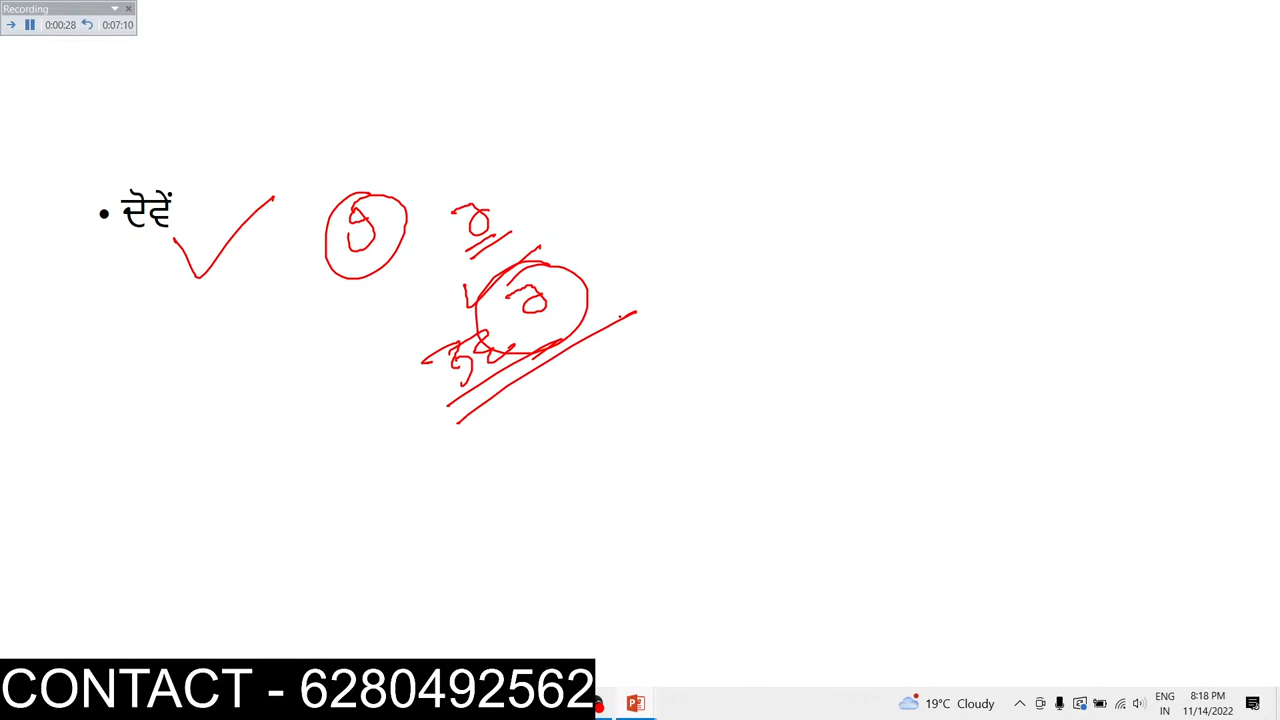 Recording
0:00:28 0:07:10
• ਦੋਵੇਂ
CONTACT - 6280492562
19°C Cloudy
ENG
IN
8:18 PM
11/14/2022